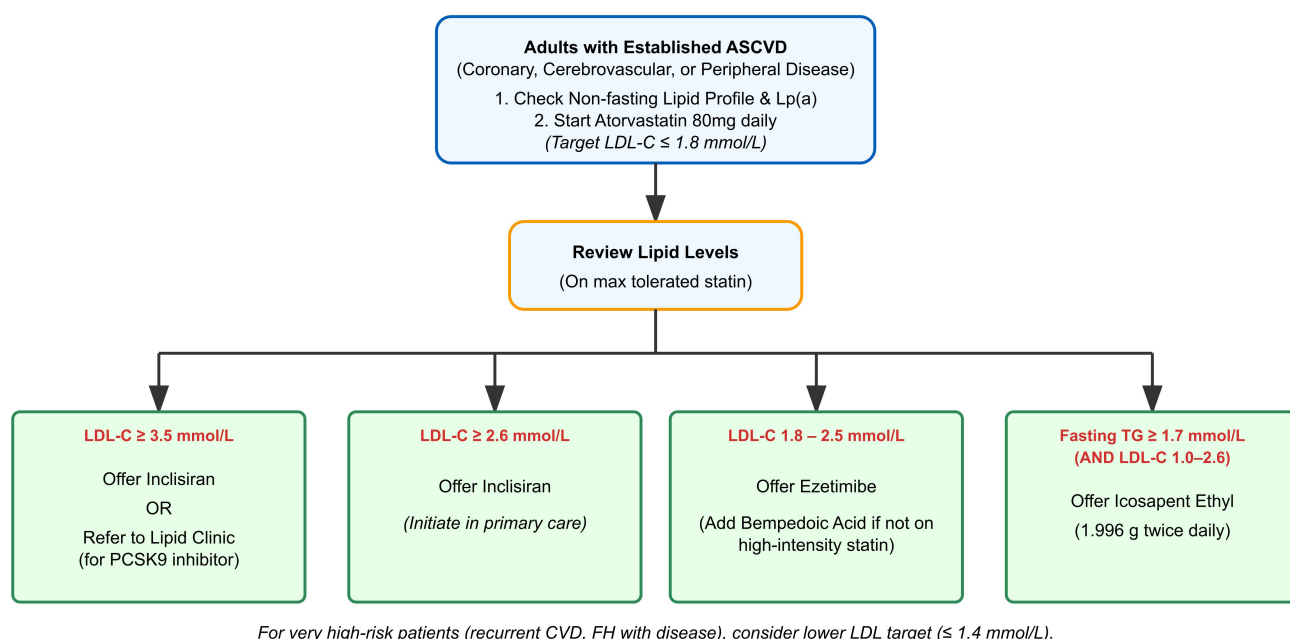 Adults with Established ASCVD
(Coronary, Cerebrovascular, or Peripheral Disease)
1. Check Non-fasting Lipid Profile & Lp(a)
2. Start Atorvastatin 80mg daily
(Target LDL-C ≤ 1.8 mmol/L)
Review Lipid Levels
(On max tolerated statin)
LDL-C ≥ 3.5 mmol/L
Offer Inclisiran
OR
Refer to Lipid Clinic
(for PCSK9 inhibitor)
LDL-C ≥ 2.6 mmol/L
Offer Inclisiran
(Initiate in primary care)
LDL-C 1.8 – 2.5 mmol/L
Offer Ezetimibe
(Add Bempedoic Acid if not on
high-intensity statin)
Fasting TG ≥ 1.7 mmol/L
(AND LDL-C 1.0–2.6)
Offer Icosapent Ethyl
(1.996 g twice daily)
For very high-risk patients (recurrent CVD, FH with disease), consider lower LDL target (≤ 1.4 mmol/L).